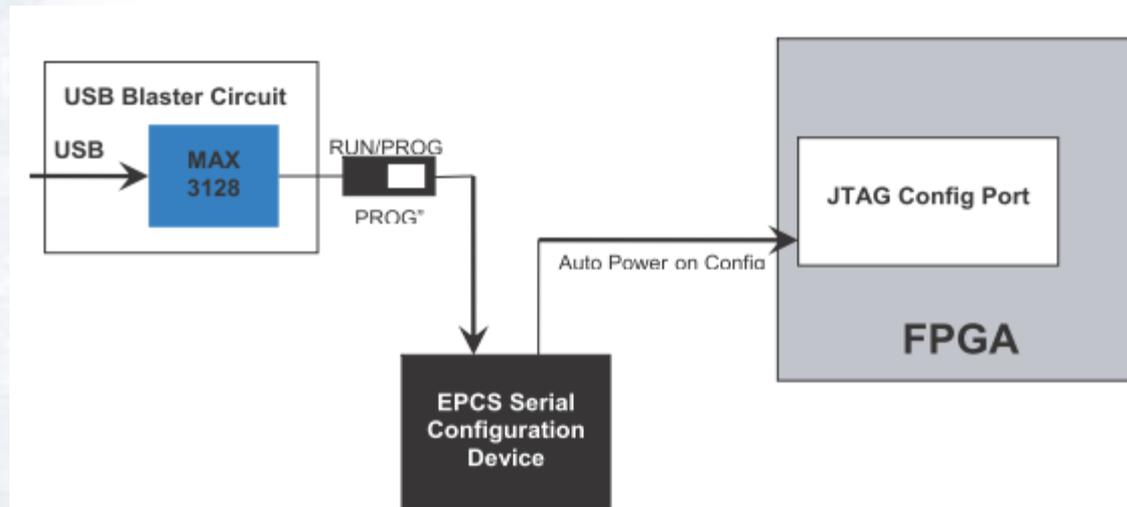 USB Blaster Circuit
USB
MAX
3128
RUN/PROG
PROG"
EPCS Serial
Configuration
Device
Auto Power on Config
JTAG Config Port
FPGA